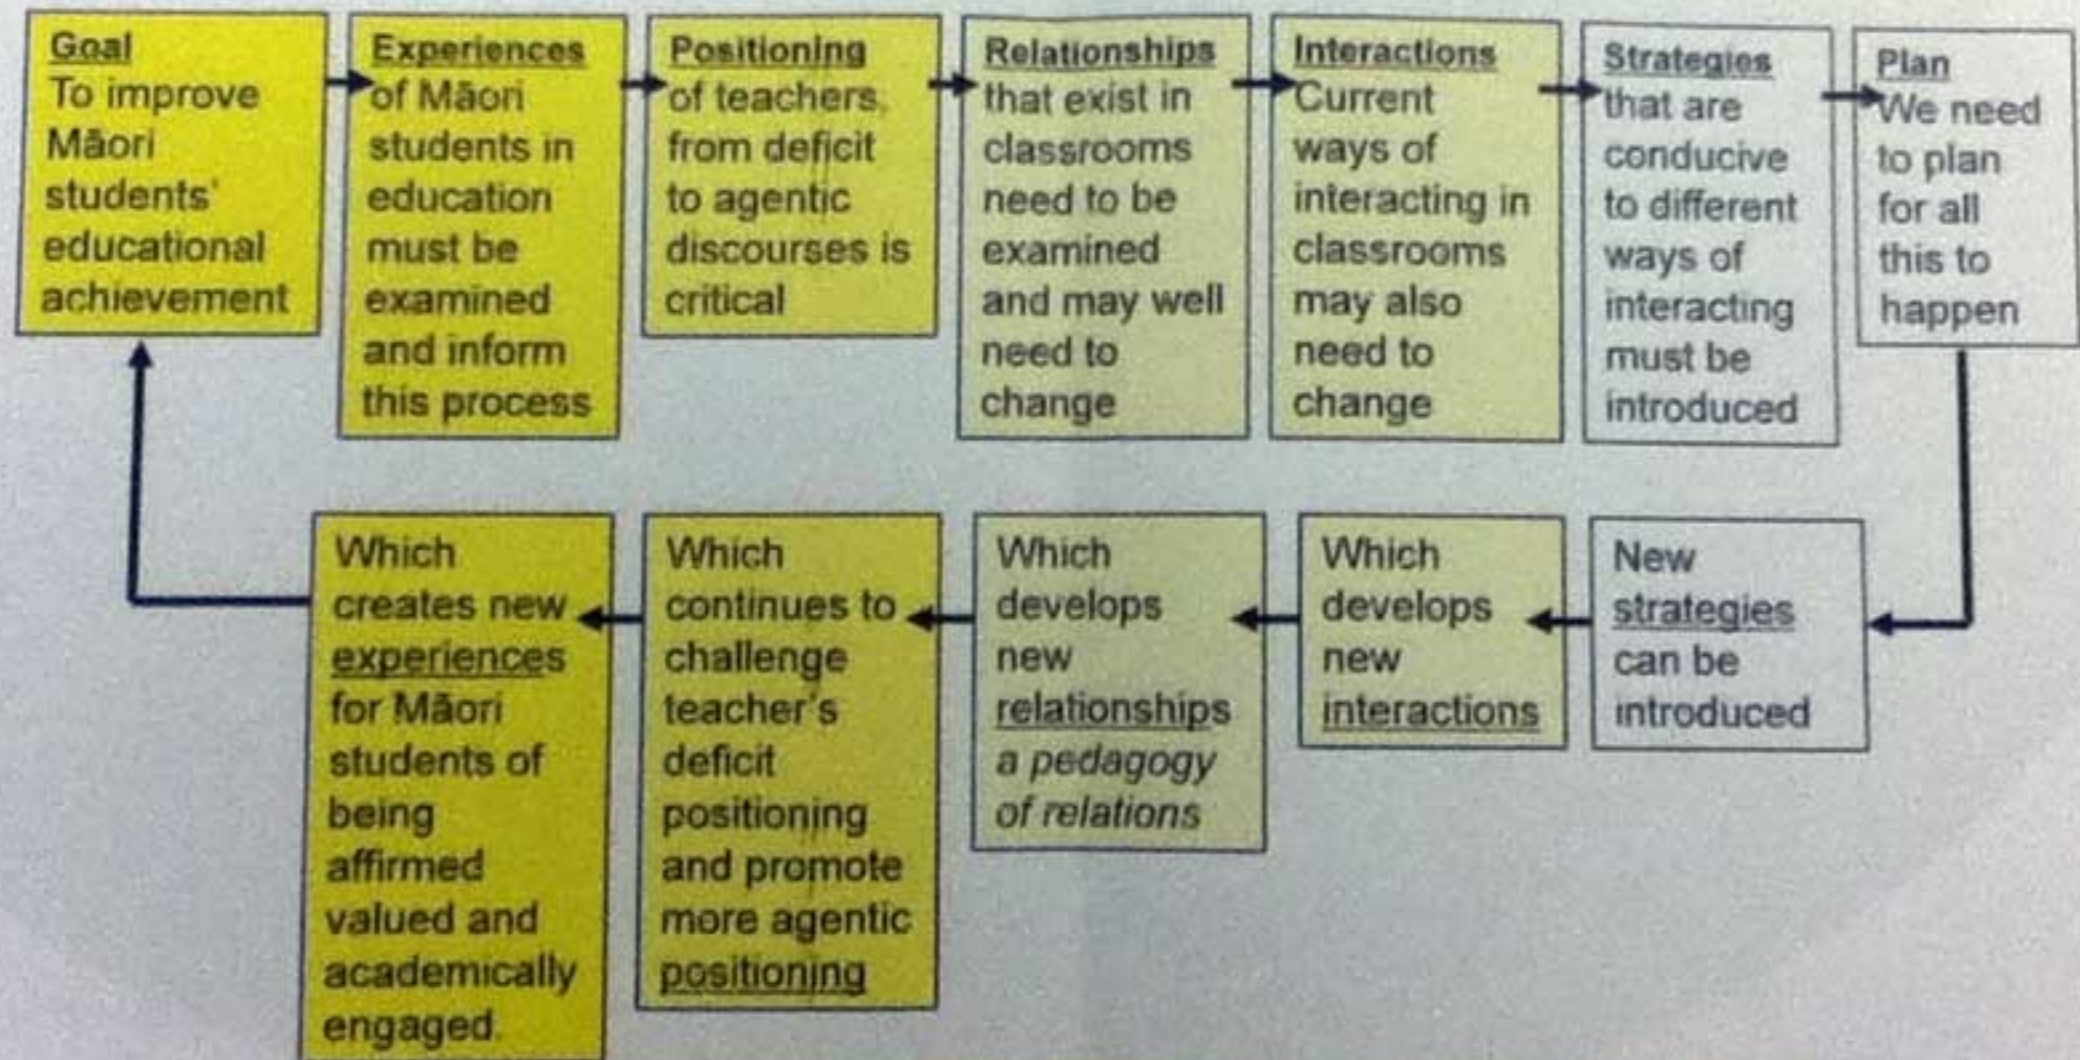 Goal
To improve
Māori
students'
educational
achievement
Experiences
of Māori
students in
education
must be
examined
and inform
this process
Positioning
of teachers,
from deficit
to agentic
discourses is
critical
Relationships
that exist in
classrooms
need to be
examined
and may well
need to
change
Interactions
Current
ways of
interacting in
classrooms
may also
need to
change
Strategies
that are
conducive
to different
ways of
interacting
must be
introduced
Plan
We need
to plan
for all
this to
happen
New
strategies
can be
introduced
Which
develops
new
interactions
Which
develops
new
relationships
a pedagogy
of relations
Which
continues to
challenge
teacher's
deficit
positioning
and promote
more agentic
positioning
Which
creates new
experiences
for Māori
students of
being
affirmed
valued and
academically
engaged.